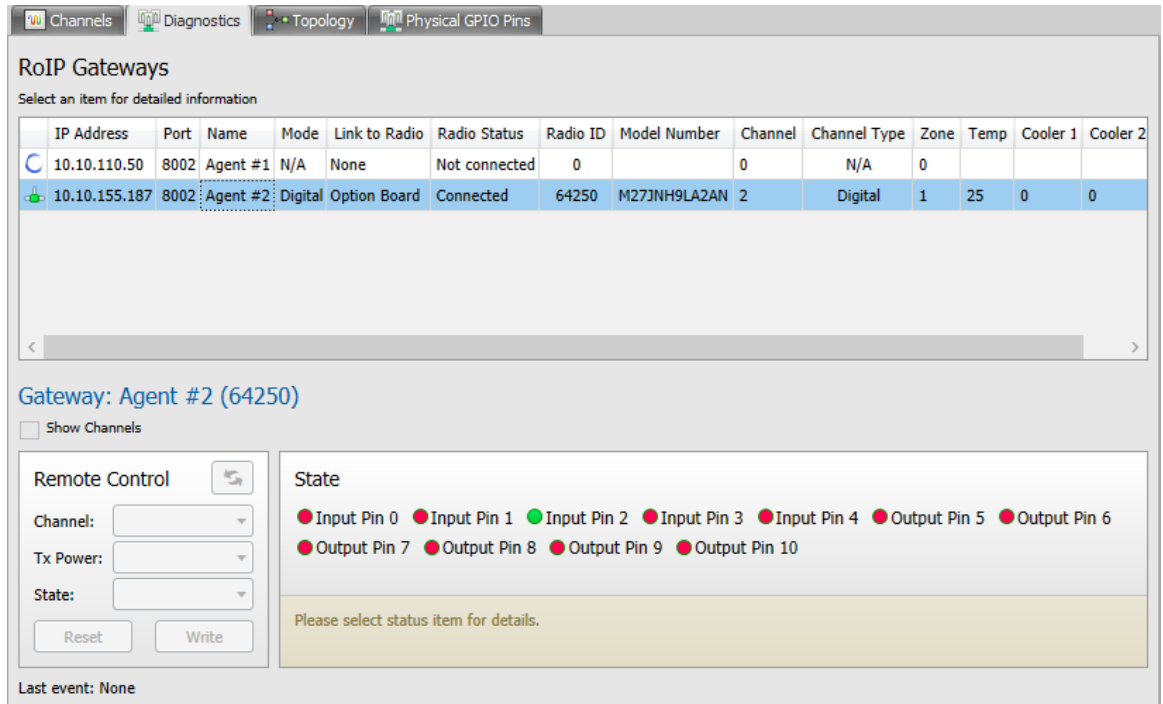 Channels Diagnostics Topology Physical GPIO Pins
RoIP Gateways
Select an item for detailed information
IP Address Port Name Mode Link to Radio Radio Status Radio ID Model Number Channel Channel Type Zone Temp Cooler 1 Cooler 2
10.10.110.50 8002 Agent #1 N/A None Not connected 0 0 N/A 0
10.10.155.187 8002 Agent #2 Digital Option Board Connected 64250 M27JNH9LA2AN 2 Digital 1 25 0 0
Gateway: Agent #2 (64250)
Show Channels
Remote Control
Channel:
Tx Power:
State:
Reset Write
State
Input Pin 0 Input Pin 1 Input Pin 2 Input Pin 3 Input Pin 4 Output Pin 5 Output Pin 6
Output Pin 7 Output Pin 8 Output Pin 9 Output Pin 10
Please select status item for details.
Last event: None